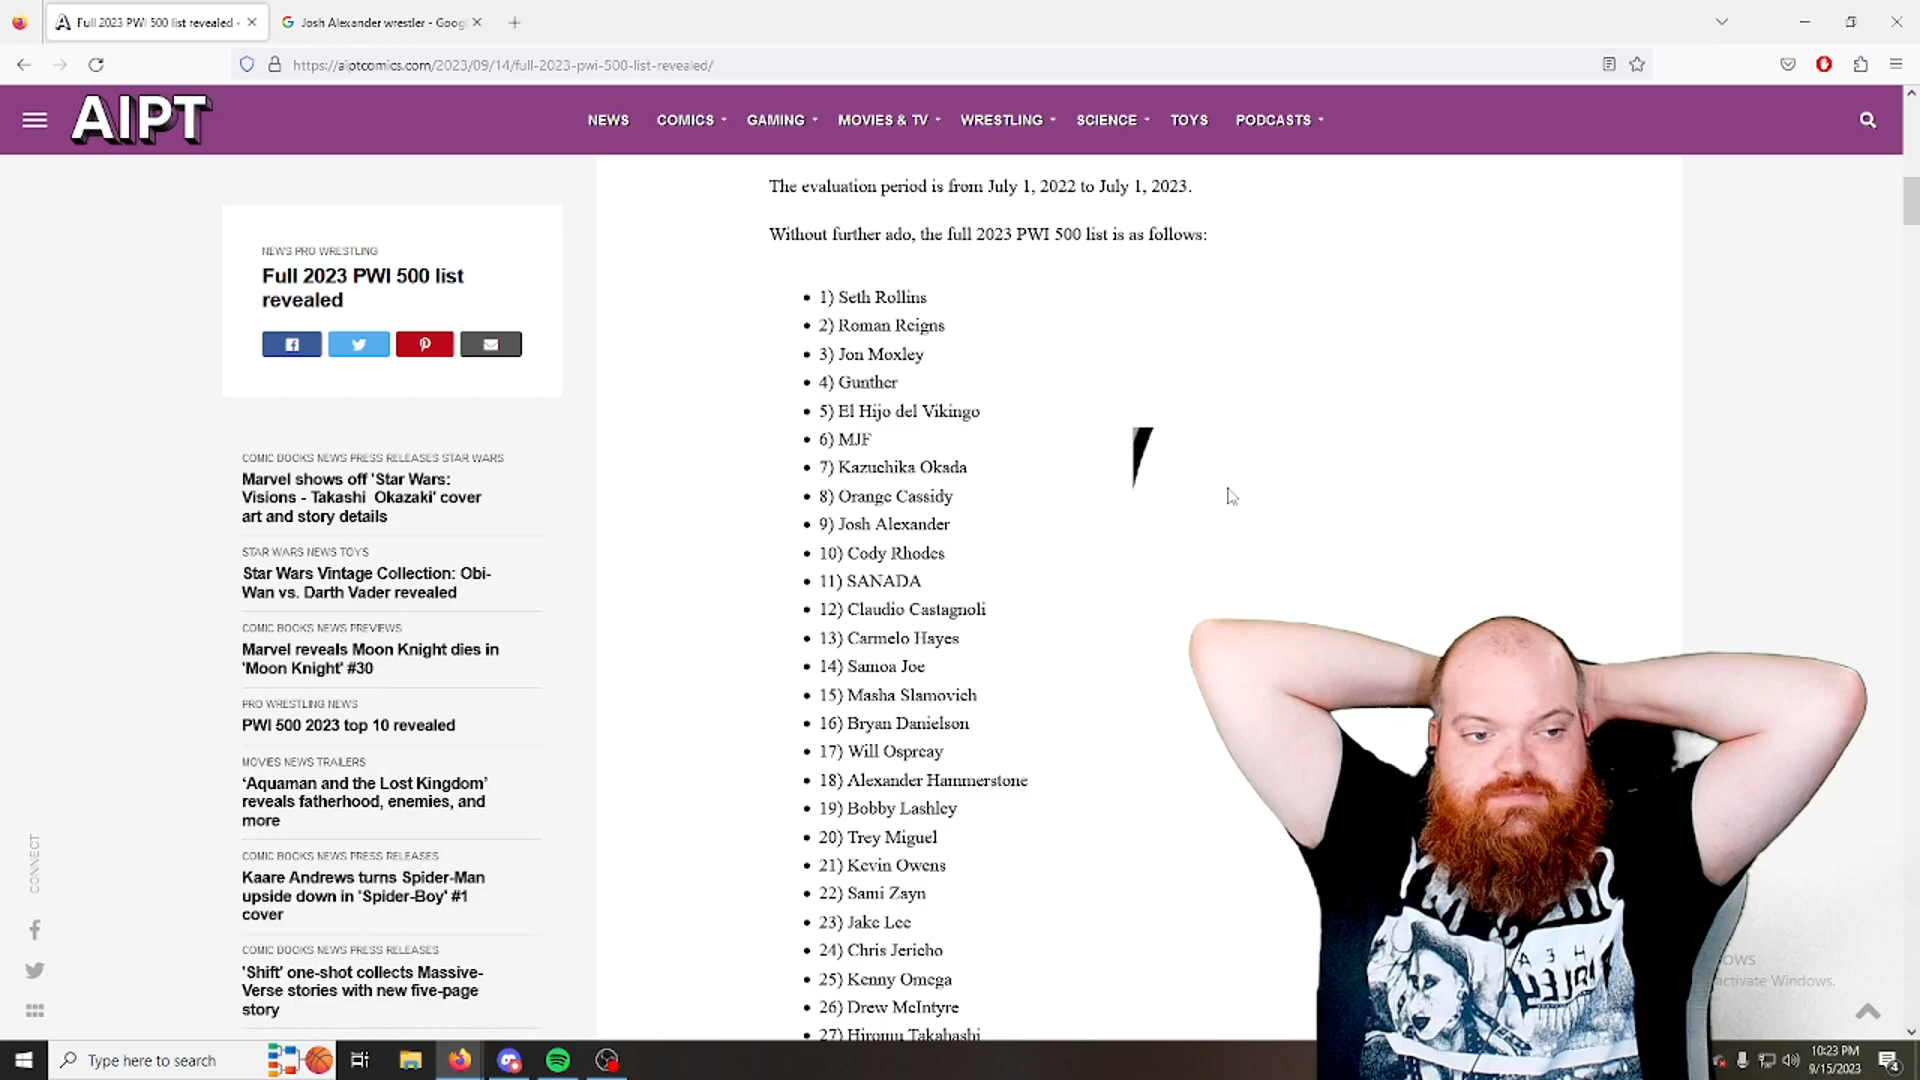 Full 2023 PWI 500 list revealed -
Josh Alexander wrestler - Goog
https://aiptcomics.com/2023/09/14/full-2023-pwi-500-list-revealed/
AIPT
NEWS COMICS GAMING MOVIES & TV WRESTLING SCIENCE TOYS PODCASTS
NEWS PRO WRESTLING
Full 2023 PWI 500 list
revealed
COMIC BOOKS NEWS PRESS RELEASES STAR WARS
Marvel shows off 'Star Wars:
Visions - Takashi Okazaki' cover
art and story details
STAR WARS NEWS TOYS
Star Wars Vintage Collection: Obi-
Wan vs. Darth Vader revealed
COMIC BOOKS NEWS PREVIEWS
Marvel reveals Moon Knight dies in
'Moon Knight' #30
PRO WRESTLING NEWS
PWI 500 2023 top 10 revealed
MOVIES NEWS TRAILERS
‘Aquaman and the Lost Kingdom’
reveals fatherhood, enemies, and
more
COMIC BOOKS NEWS PRESS RELEASES
Kaare Andrews turns Spider-Man
upside down in 'Spider-Boy' #1
cover
COMIC BOOKS NEWS PRESS RELEASES
'Shift' one-shot collects Massive-
Verse stories with new five-page
story
CONNECT
The evaluation period is from July 1, 2022 to July 1, 2023.
Without further ado, the full 2023 PWI 500 list is as follows:
1) Seth Rollins
2) Roman Reigns
3) Jon Moxley
4) Gunther
5) El Hijo del Vikingo
6) MJF
7) Kazuchika Okada
8) Orange Cassidy
9) Josh Alexander
10) Cody Rhodes
11) SANADA
12) Claudio Castagnoli
13) Carmelo Hayes
14) Samoa Joe
15) Masha Slamovich
16) Bryan Danielson
17) Will Ospreay
18) Alexander Hammerstone
19) Bobby Lashley
20) Trey Miguel
21) Kevin Owens
22) Sami Zayn
23) Jake Lee
24) Chris Jericho
25) Kenny Omega
26) Drew McIntyre
27) Hiromu Takahashi
activate Windows.
Type here to search
10:23 PM
9/15/2023
4